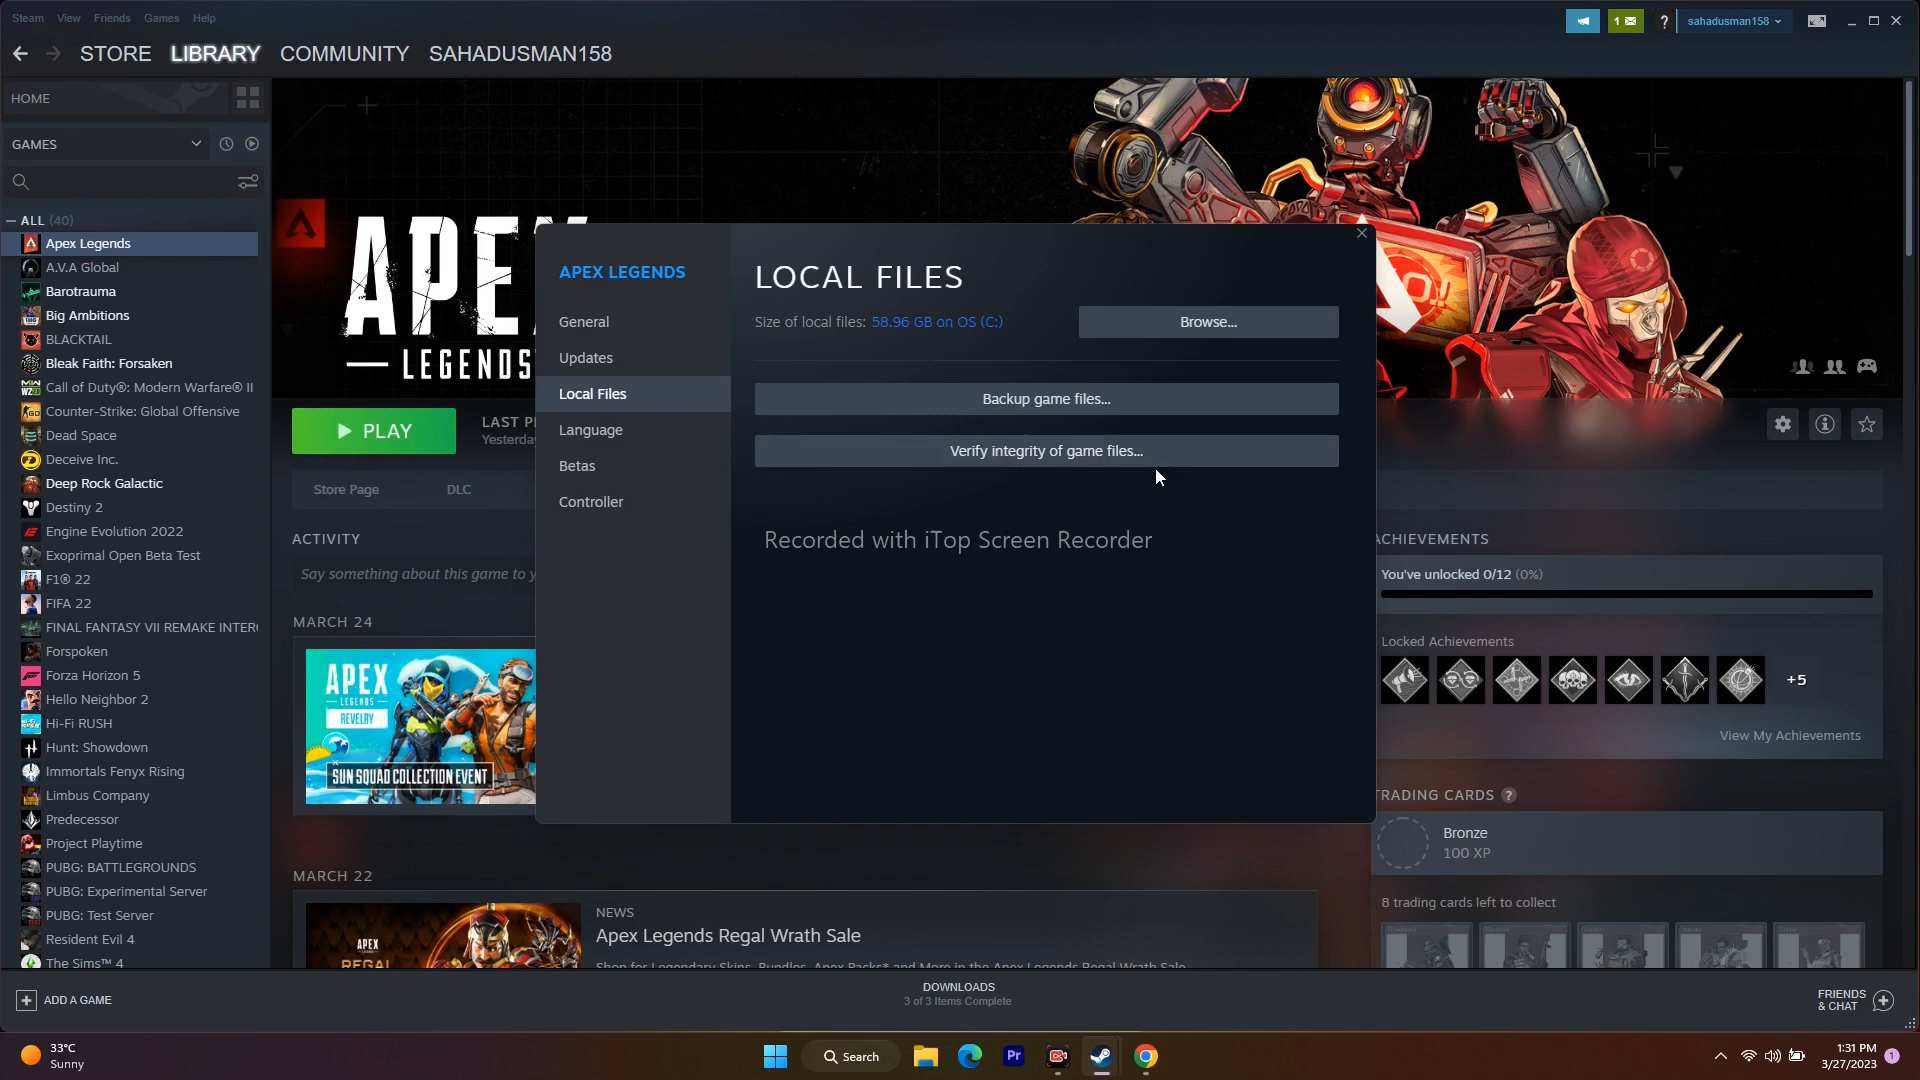 Steam View Friends Games Help
1
?
sahadusman158
STORE LIBRARY COMMUNITY SAHADUSMAN158
HOME
GAMES
ALL (40)
Apex Legends
A.V.A Global
Barotrauma
Big Ambitions
BLACKTAIL
Bleak Faith: Forsaken
Call of Duty®: Modern Warfare® II
Counter-Strike: Global Offensive
Dead Space
Deceive Inc.
Deep Rock Galactic
Destiny 2
Engine Evolution 2022
Exoprimal Open Beta Test
F1® 22
FIFA 22
FINAL FANTASY VII REMAKE INTER
Forspoken
Forza Horizon 5
Hello Neighbor 2
Hi-Fi RUSH
Hunt: Showdown
Immortals Fenyx Rising
Limbus Company
Predecessor
Project Playtime
PUBG: BATTLEGROUNDS
PUBG: Experimental Server
PUBG: Test Server
Resident Evil 4
The Sims™ 4
APEX
LEGENDS
PLAY
LAST P
Yesterda
Store Page DLC
ACTIVITY
Say something about this game to y
MARCH 24
APEX
LEGENDS
REVELRY
SUN SQUAD COLLECTION EVENT
MARCH 22
APEX
REGAL
NEWS
Apex Legends Regal Wrath Sale
Shop for Legendary Skins, Bundles, Apex Packs* and More in the Apex Legends Regal Wrath Sale
APEX LEGENDS
General
Updates
Local Files
Language
Betas
Controller
LOCAL FILES
Size of local files: 58.96 GB on OS (C:)
Browse...
Backup game files...
Verify integrity of game files...
Recorded with iTop Screen Recorder
ACHIEVEMENTS
You've unlocked 0/12 (0%)
Locked Achievements
+5
View My Achievements
TRADING CARDS ?
Bronze
100 XP
8 trading cards left to collect
ADD A GAME
DOWNLOADS
3 of 3 Items Complete
FRIENDS
& CHAT
33°C
Sunny
Search
Pr
1:31 PM
3/27/2023
1